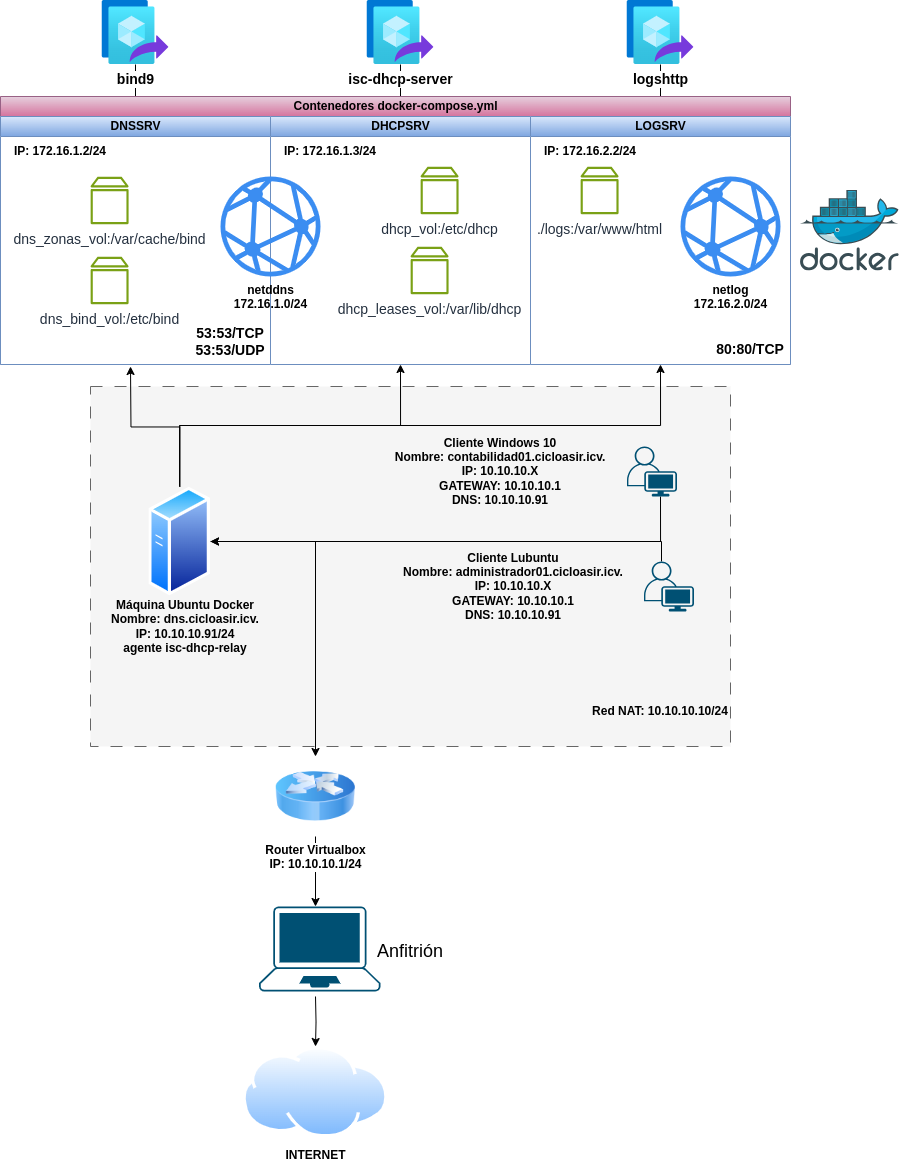 bind9
isc-dhcp-server
logshttp
Contenedores docker-compose.yml
DNSSRV
DHCPSRV
LOGSRV
IP: 172.16.1.2/24
IP: 172.16.1.3/24
IP: 172.16.2.2/24
dns_zonas_vol:/var/cache/bind
dhcp_vol:/etc/dhcp
./logs:/var/www/html
docker
netddns
172.16.1.0/24
netlog
172.16.2.0/24
dns_bind_vol:/etc/bind
dhcp_leases_vol:/var/lib/dhcp
53:53/TCP
53:53/UDP
80:80/TCP
Cliente Windows 10
Nombre: contabilidad01.cicloasir.icv.
IP: 10.10.10.X
GATEWAY: 10.10.10.1
DNS: 10.10.10.91
Cliente Lubuntu
Nombre: administrador01.cicloasir.icv.
IP: 10.10.10.X
GATEWAY: 10.10.10.1
DNS: 10.10.10.91
Máquina Ubuntu Docker
Nombre: dns.cicloasir.icv.
IP: 10.10.10.91/24
agente isc-dhcp-relay
Red NAT: 10.10.10.10/24
Router Virtualbox
IP: 10.10.10.1/24
Anfitrión
INTERNET